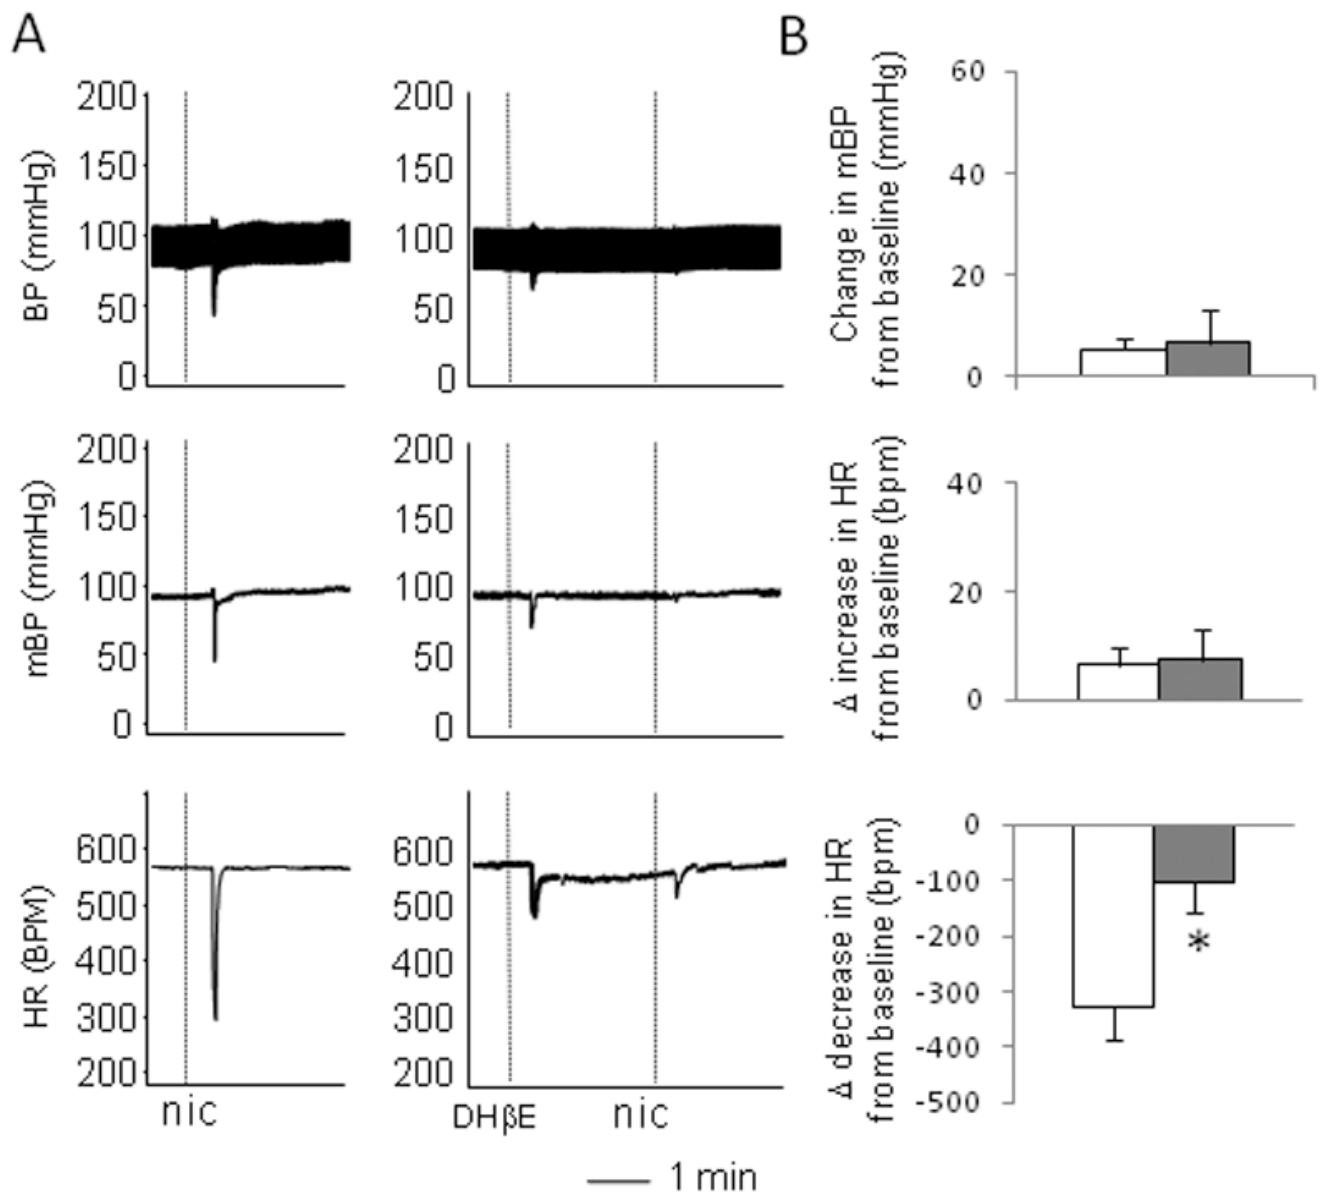 A
B
BP (mmHg)
200
150
100
50
0
200
150
100
50
0
Change in mBP
from baseline (mmHg)
60
40
20
0
mBP (mmHg)
200
150
100
50
0
200
150
100
50
0
Δ increase in HR
from baseline (bpm)
40
20
0
HR (BPM)
600
500
400
300
200
nic
600
500
400
300
200
DHβE
nic
Δ decrease in HR
from baseline (bpm)
0
-100
-200
-300
-400
-500
*
1 min